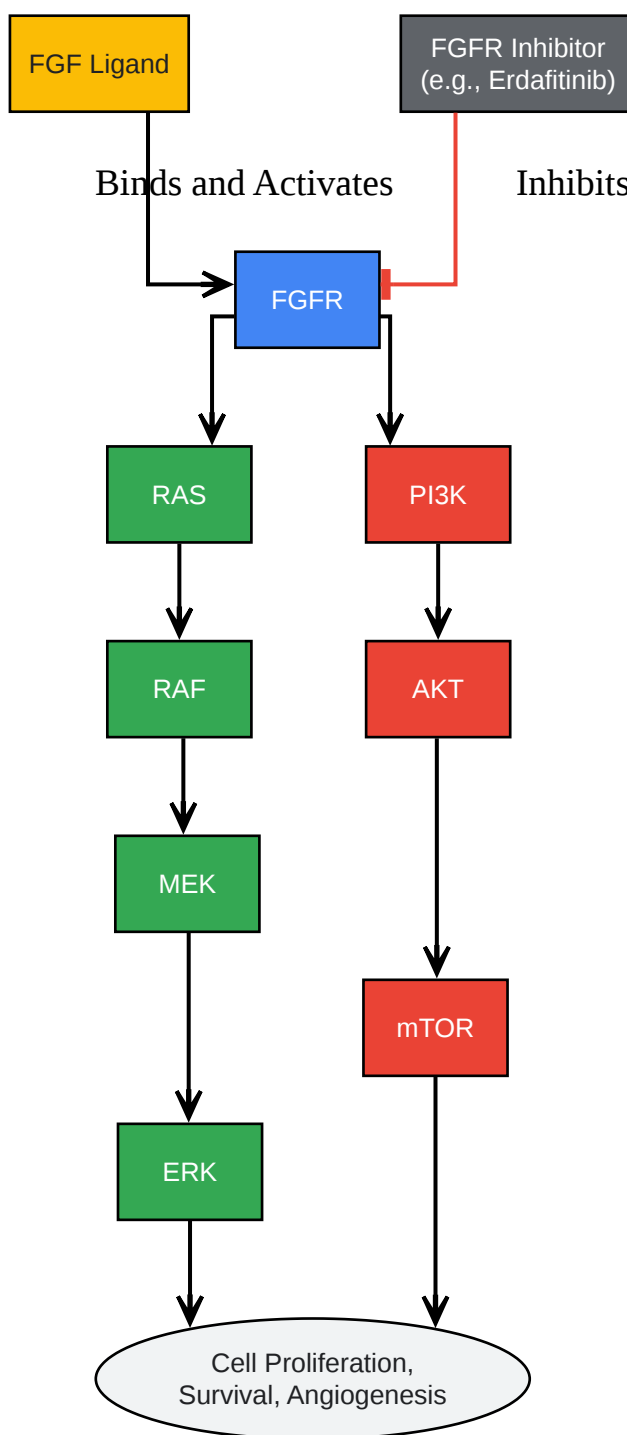 FGF Ligand
FGFR Inhibitor
(e.g., Erdafitinib)
Binds and Activates
Inhibits
FGFR
RAS
PI3K
RAF
AKT
MEK
mTOR
ERK
Cell Proliferation,
Survival, Angiogenesis